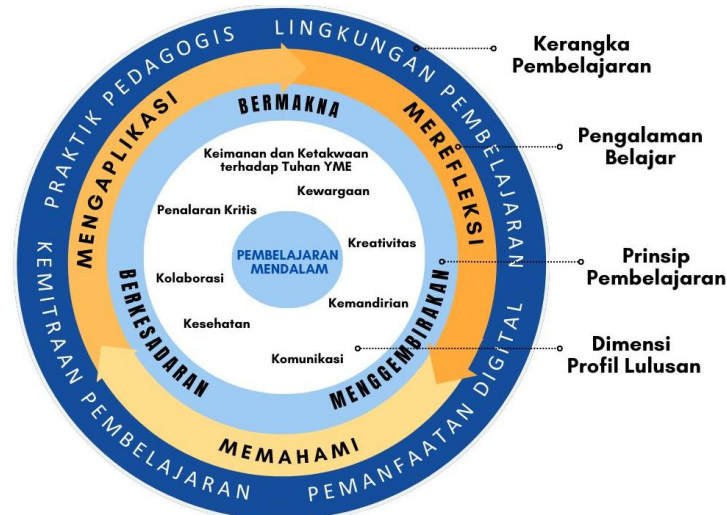 PRAKTIK PEDAGOGIS
LINGKUNGAN PEMBELAJARAN
PEMANFAATAN DIGITAL
KEMITRAAN PEMBELAJARAN
MENGAPLIKASI
MEREFLEKSI
MEMAHAMI
BERMAKNA
MENGGEMBIRAKAN
BERKESADARAN
Keimanan dan Ketakwaan
terhadap Tuhan YME
Kewargaan
Penalaran Kritis
Kreativitas
PEMBELAJARAN
MENDALAM
Kolaborasi
Kemandirian
Kesehatan
Komunikasi
Kerangka
Pembelajaran
Pengalaman
Belajar
Prinsip
Pembelajaran
Dimensi
Profil Lulusan